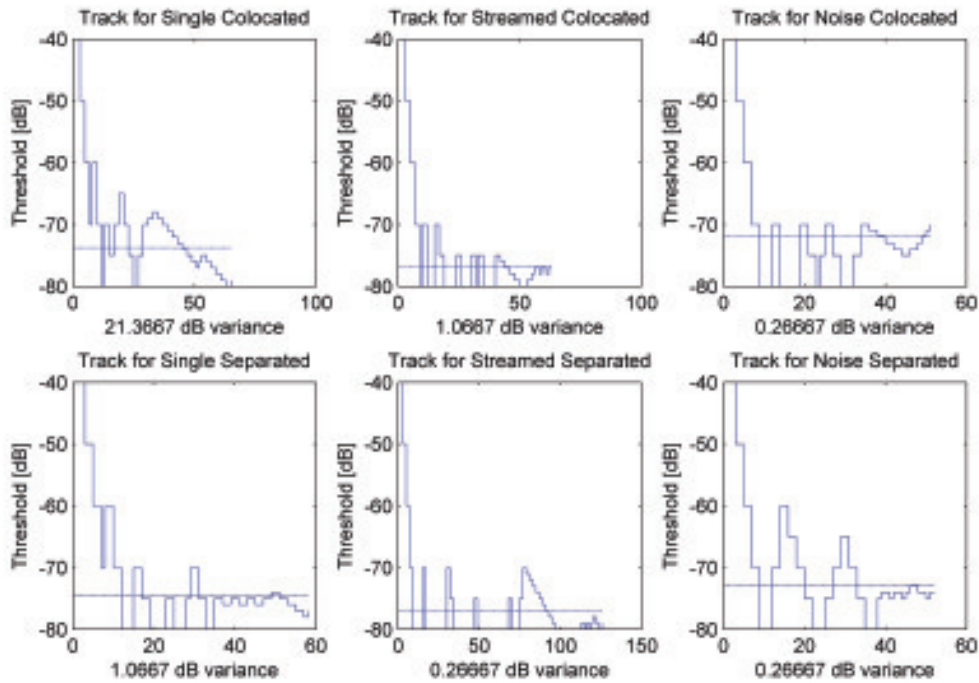 Track for Single Colocated
Threshold [dB]
-40
-50
-60
-70
-80
0
50
100
21.3667 dB variance
Track for Streamed Colocated
Threshold [dB]
-40
-50
-60
-70
-80
0
50
100
1.0667 dB variance
Track for Noise Colocated
Threshold [dB]
-40
-50
-60
-70
-80
0
20
40
60
0.26667 dB variance
Track for Single Separated
Threshold [dB]
-40
-50
-60
-70
-80
0
20
40
60
1.0667 dB variance
Track for Streamed Separated
Threshold [dB]
-40
-50
-60
-70
-80
0
50
100
150
0.26667 dB variance
Track for Noise Separated
Threshold [dB]
-40
-50
-60
-70
-80
0
20
40
60
0.26667 dB variance